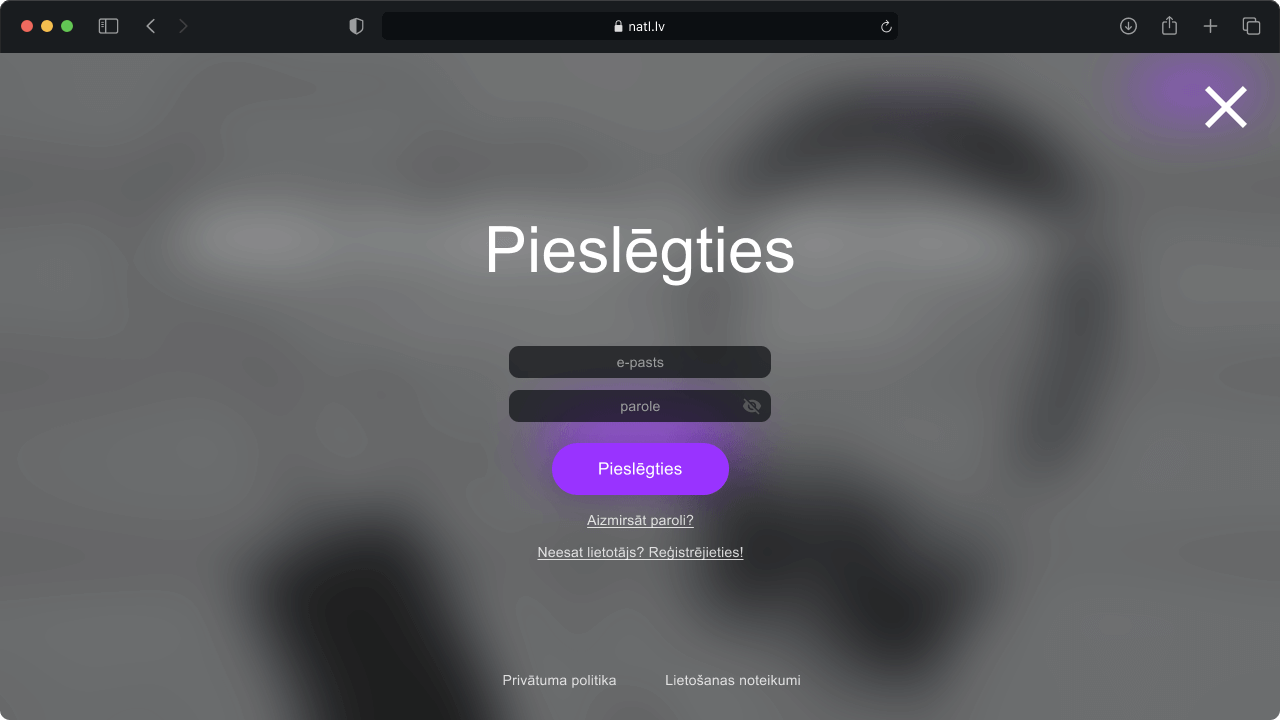 natl.lv
Pieslēgties
e-pasts
parole
Pieslēgties
Aizmirsāt paroli?
Neesat lietotājs? Reģistrējieties!
Privātuma politika
Lietošanas noteikumi